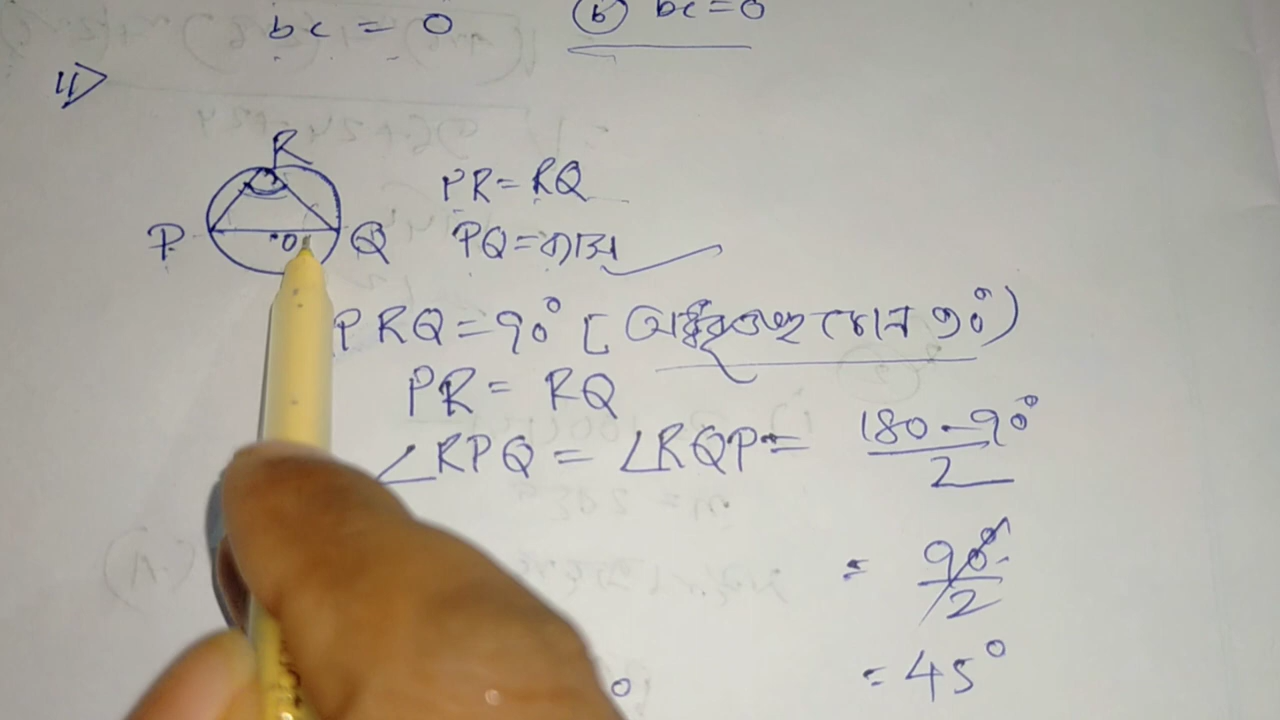 bc = 0 (b) bc=0
4)
R
PR=RQ
P O Q PQ=ব্যাস
PRQ=90° [অর্ধবৃত্তস্থ কোন ৯০°)
PR= RQ
∠RPQ = ∠RQP= 180-90° / 2
= 90° / 2
= 45°